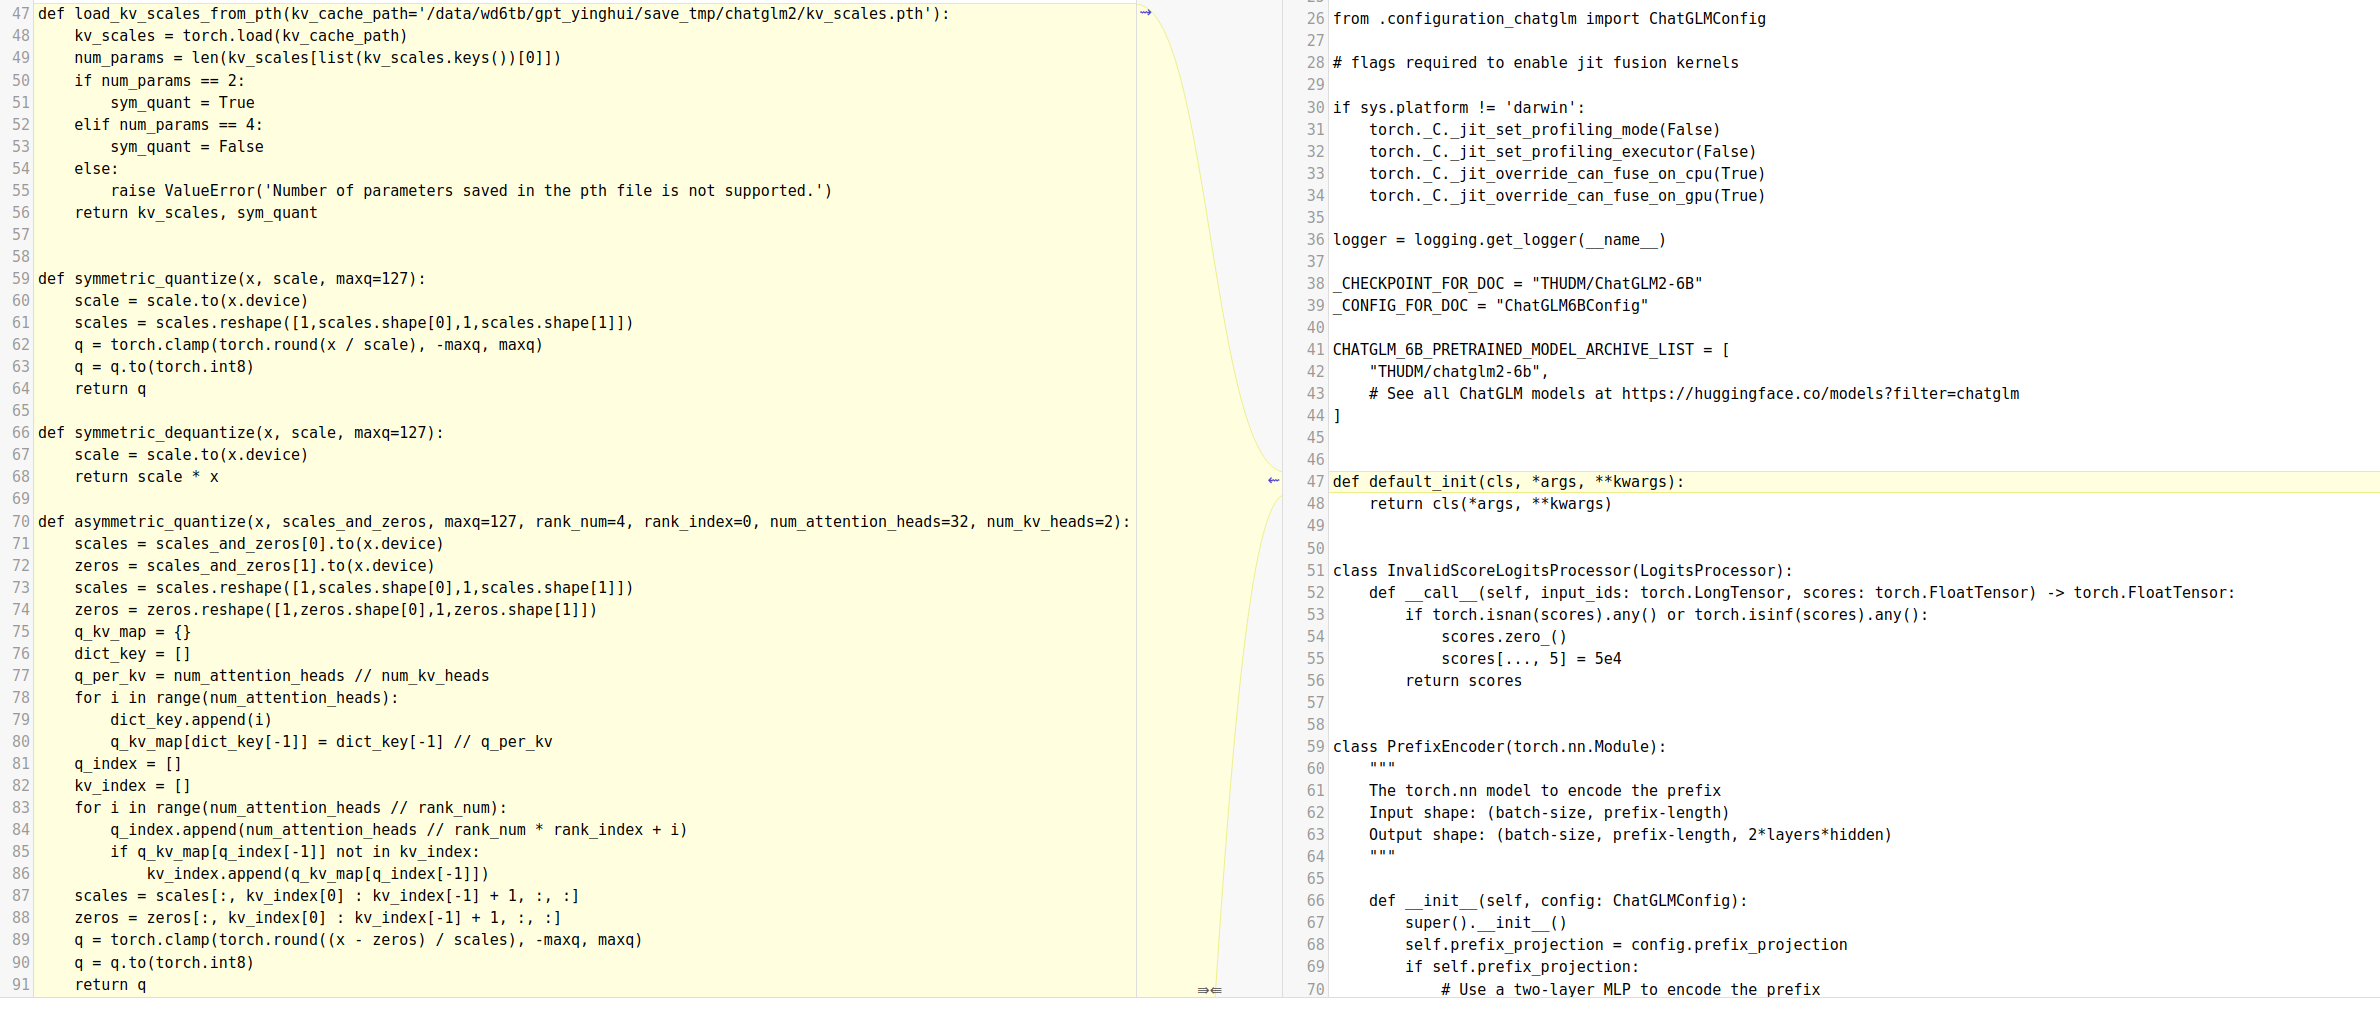 47 def load_kv_scales_from_pth(kv_cache_path='/data/wd6tb/gpt_yinghui/save_tmp/chatglm2/kv_scales.pth'):
48     kv_scales = torch.load(kv_cache_path)
49     num_params = len(kv_scales[list(kv_scales.keys())[0]])
50     if num_params == 2:
51         sym_quant = True
52     elif num_params == 4:
53         sym_quant = False
54     else:
55         raise ValueError('Number of parameters saved in the pth file is not supported.')
56     return kv_scales, sym_quant
57
58
59 def symmetric_quantize(x, scale, maxq=127):
60     scale = scale.to(x.device)
61     scales = scales.reshape([1,scales.shape[0],1,scales.shape[1]])
62     q = torch.clamp(torch.round(x / scale), -maxq, maxq)
63     q = q.to(torch.int8)
64     return q
65
66 def symmetric_dequantize(x, scale, maxq=127):
67     scale = scale.to(x.device)
68     return scale * x
69
70 def asymmetric_quantize(x, scales_and_zeros, maxq=127, rank_num=4, rank_index=0, num_attention_heads=32, num_kv_heads=2):
71     scales = scales_and_zeros[0].to(x.device)
72     zeros = scales_and_zeros[1].to(x.device)
73     scales = scales.reshape([1,scales.shape[0],1,scales.shape[1]])
74     zeros = zeros.reshape([1,zeros.shape[0],1,zeros.shape[1]])
75     q_kv_map = {}
76     dict_key = []
77     q_per_kv = num_attention_heads // num_kv_heads
78     for i in range(num_attention_heads):
79         dict_key.append(i)
80         q_kv_map[dict_key[-1]] = dict_key[-1] // q_per_kv
81     q_index = []
82     kv_index = []
83     for i in range(num_attention_heads // rank_num):
84         q_index.append(num_attention_heads // rank_num * rank_index + i)
85         if q_kv_map[q_index[-1]] not in kv_index:
86             kv_index.append(q_kv_map[q_index[-1]])
87     scales = scales[:, kv_index[0] : kv_index[-1] + 1, :, :]
88     zeros = zeros[:, kv_index[0] : kv_index[-1] + 1, :, :]
89     q = torch.clamp(torch.round((x - zeros) / scales), -maxq, maxq)
90     q = q.to(torch.int8)
91     return q
26 from .configuration_chatglm import ChatGLMConfig
27
28 # flags required to enable jit fusion kernels
29
30 if sys.platform != 'darwin':
31     torch._C._jit_set_profiling_mode(False)
32     torch._C._jit_set_profiling_executor(False)
33     torch._C._jit_override_can_fuse_on_cpu(True)
34     torch._C._jit_override_can_fuse_on_gpu(True)
35
36 logger = logging.get_logger(__name__)
37
38 _CHECKPOINT_FOR_DOC = "THUDM/ChatGLM2-6B"
39 _CONFIG_FOR_DOC = "ChatGLM6BConfig"
40
41 CHATGLM_6B_PRETRAINED_MODEL_ARCHIVE_LIST = [
42     "THUDM/chatglm2-6b",
43     # See all ChatGLM models at https://huggingface.co/models?filter=chatglm
44 ]
45
46
47 def default_init(cls, *args, **kwargs):
48     return cls(*args, **kwargs)
49
50
51 class InvalidScoreLogitsProcessor(LogitsProcessor):
52     def __call__(self, input_ids: torch.LongTensor, scores: torch.FloatTensor) -> torch.FloatTensor:
53         if torch.isnan(scores).any() or torch.isinf(scores).any():
54             scores.zero_()
55             scores[..., 5] = 5e4
56         return scores
57
58
59 class PrefixEncoder(torch.nn.Module):
60     """
61     The torch.nn model to encode the prefix
62     Input shape: (batch-size, prefix-length)
63     Output shape: (batch-size, prefix-length, 2*layers*hidden)
64     """
65
66     def __init__(self, config: ChatGLMConfig):
67         super().__init__()
68         self.prefix_projection = config.prefix_projection
69         if self.prefix_projection:
70             # Use a two-layer MLP to encode the prefix